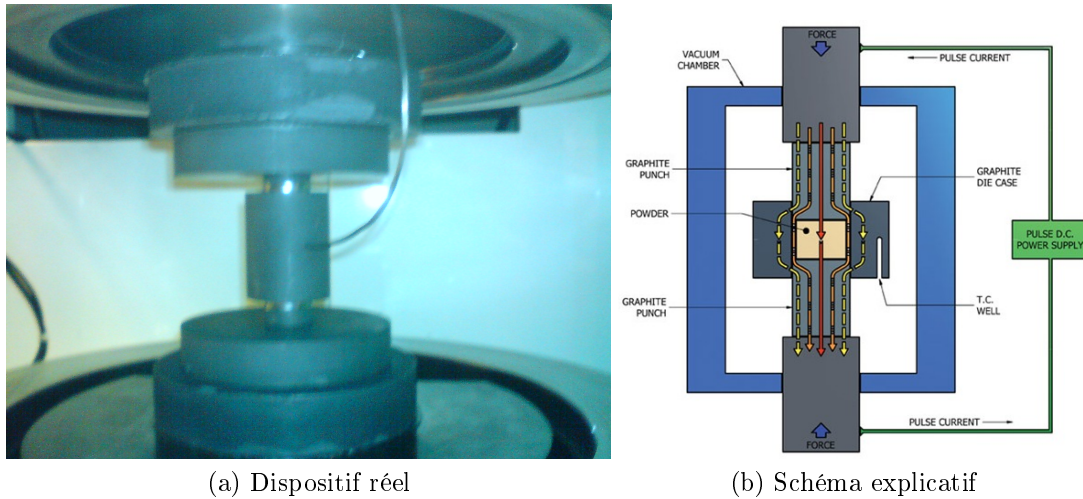 FORCE
VACUUM
CHAMBER
PULSE CURRENT
GRAPHITE
PUNCH
GRAPHITE
DIE CASE
POWDER
PULSE D.C.
POWER SUPPLY
GRAPHITE
PUNCH
T.C.
WELL
PULSE CURRENT
FORCE
(a) Dispositif réel
(b) Schéma explicatif